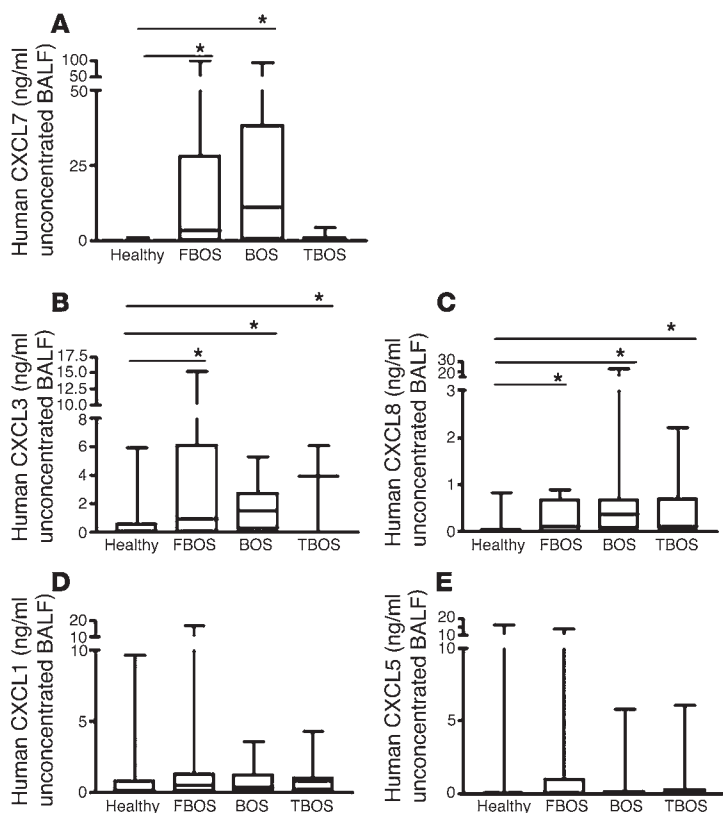 A
Human CXCL7 (ng/ml
unconcentrated BALF)
100
50
50
25
0
*
*
Healthy FBOS BOS TBOS
B
Human CXCL3 (ng/ml
unconcentrated BALF)
17.5
15.0
12.5
10.0
8
6
4
2
0
*
*
*
Healthy FBOS BOS TBOS
C
Human CXCL8 (ng/ml
unconcentrated BALF)
30
20
3
2
1
0
*
*
*
Healthy FBOS BOS TBOS
D
Human CXCL1 (ng/ml
unconcentrated BALF)
20
10
10
5
0
Healthy FBOS BOS TBOS
E
Human CXCL5 (ng/ml
unconcentrated BALF)
20
10
10
5
0
Healthy FBOS BOS TBOS